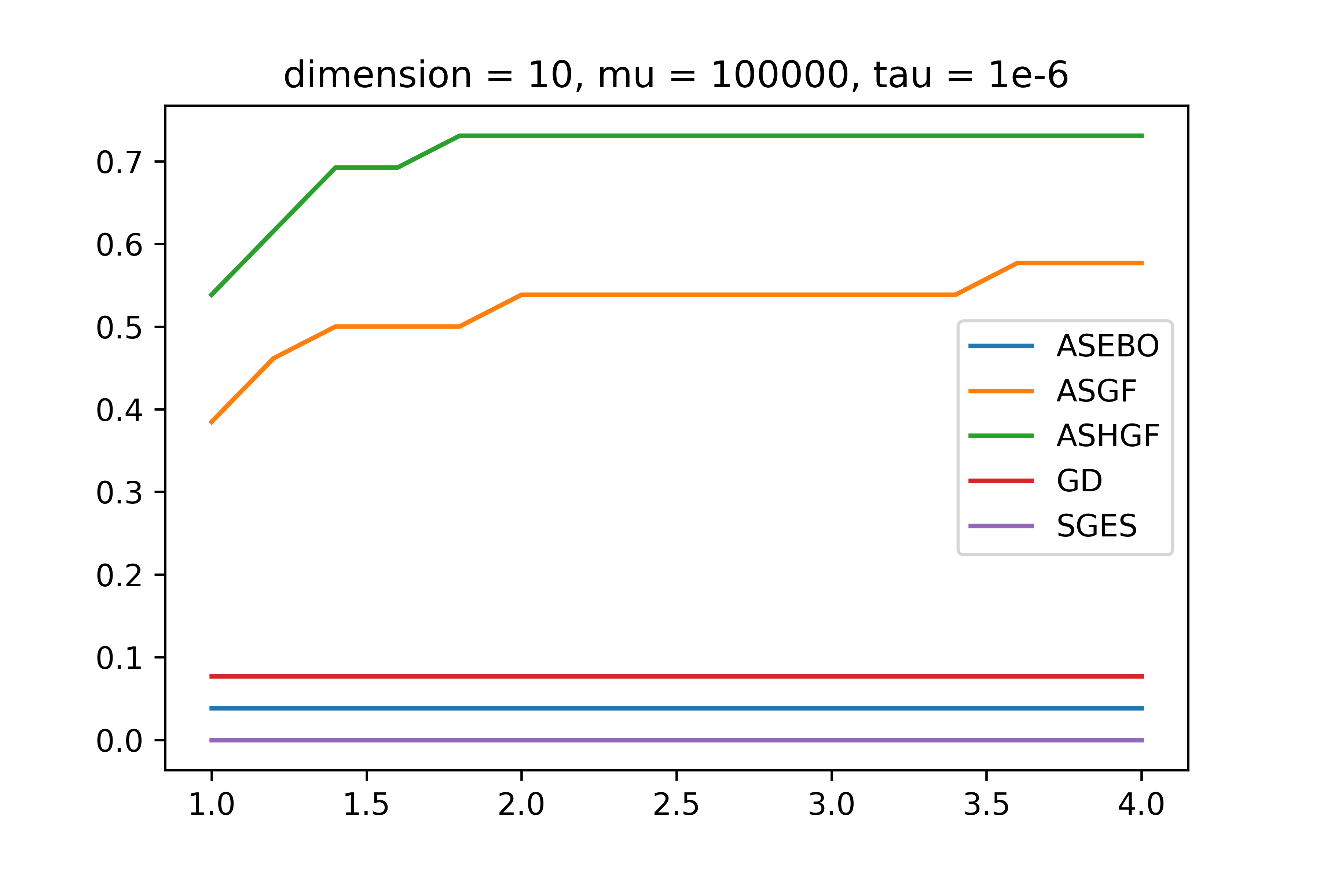 dimension = 10, mu = 100000, tau = 1e-6
0.7
0.6
0.5
0.4
0.3
0.2
0.1
0.0
ASEBO
ASGF
ASHGF
GD
SGES
1.0 1.5 2.0 2.5 3.0 3.5 4.0